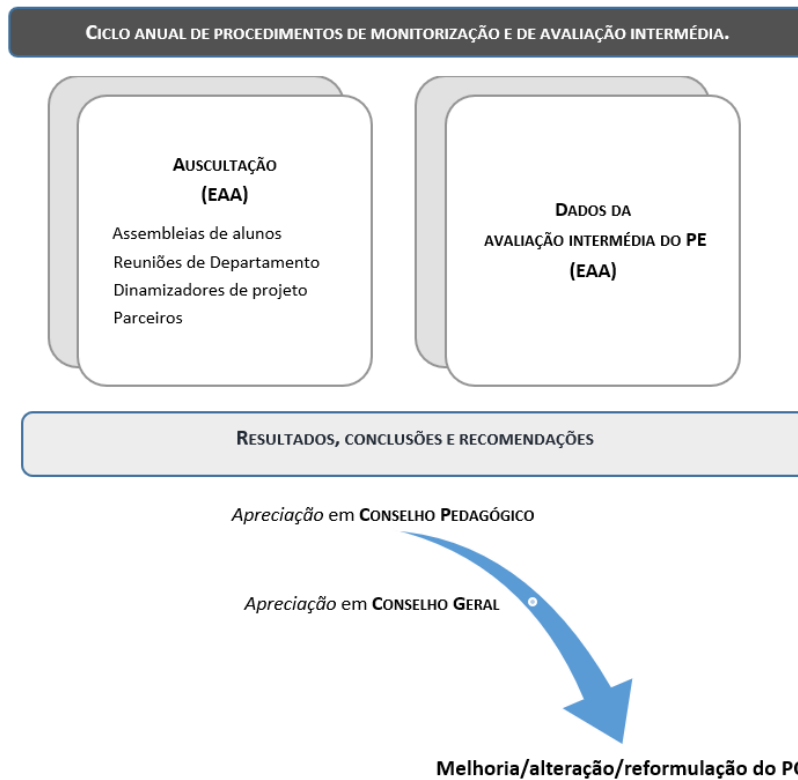 CICLO ANUAL DE PROCEDIMENTOS DE MONITORIZAÇÃO E DE AVALIAÇÃO INTERMÉDIA.
AUSCULTAÇÃO
(EAA)
Assembleias de alunos
Reuniões de Departamento
Dinamizadores de projeto
Parceiros
DADOS DA
AVALIAÇÃO INTERMÉDIA DO PE
(EAA)
RESULTADOS, CONCLUSÕES E RECOMENDAÇÕES
Apreciação em CONSELHO PEDAGÓGICO
Apreciação em CONSELHO GERAL
Melhoria/alteração/reformulação do